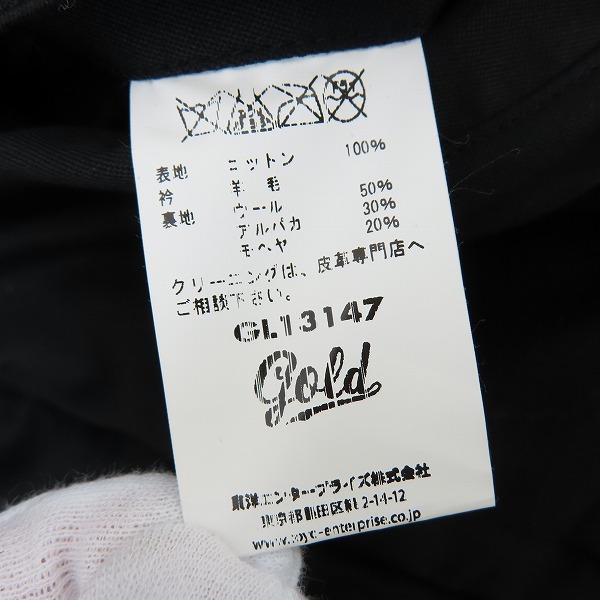 表地 コットン 100%
衿 羊 毛
裏地 ウール 50%
アルパカ 30%
モヘヤ 20%
クリーニングは、皮革専門店へ
ご相談下さい。
GL13147
gold
東洋エンタープライズ株式会社
東京都墨田区 2-14-12
www.toyo-enterprise.co.jp